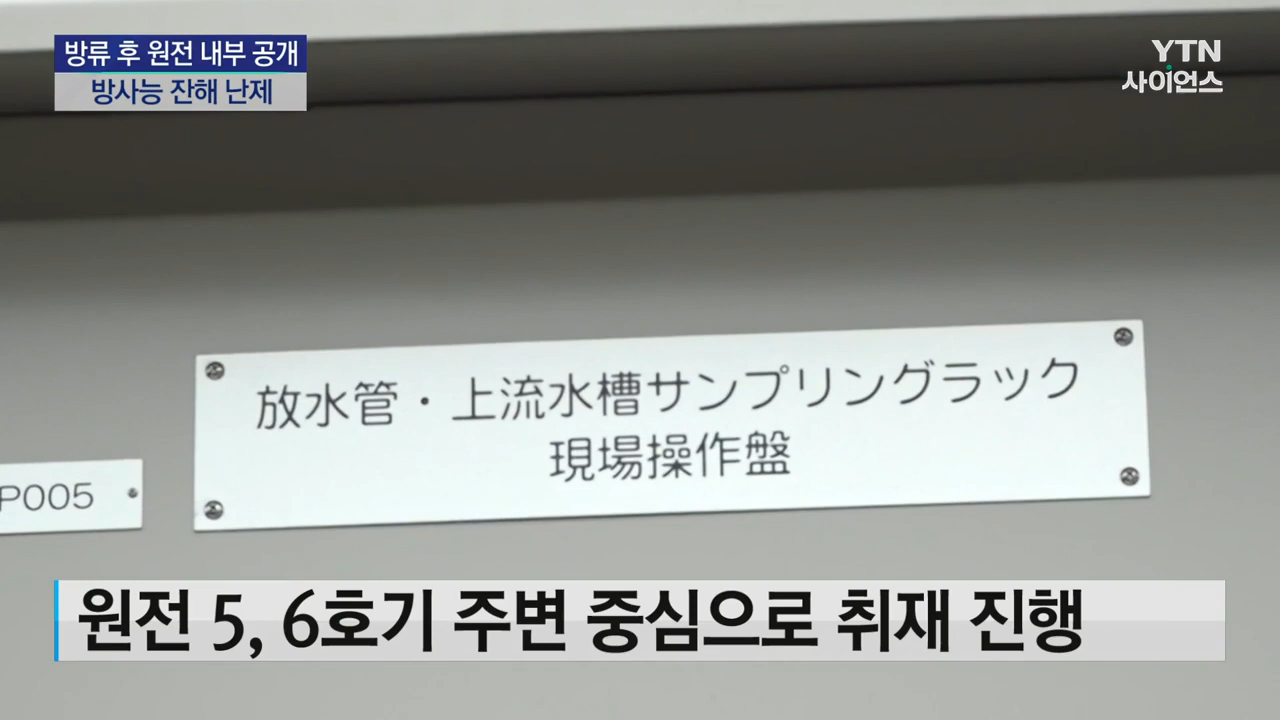 방류 후 원전 내부 공개
방사능 잔해 난제
YTN
사이언스
放水管・上流水槽サンプリングラック
現場操作盤
P005
원전 5, 6호기 주변 중심으로 취재 진행